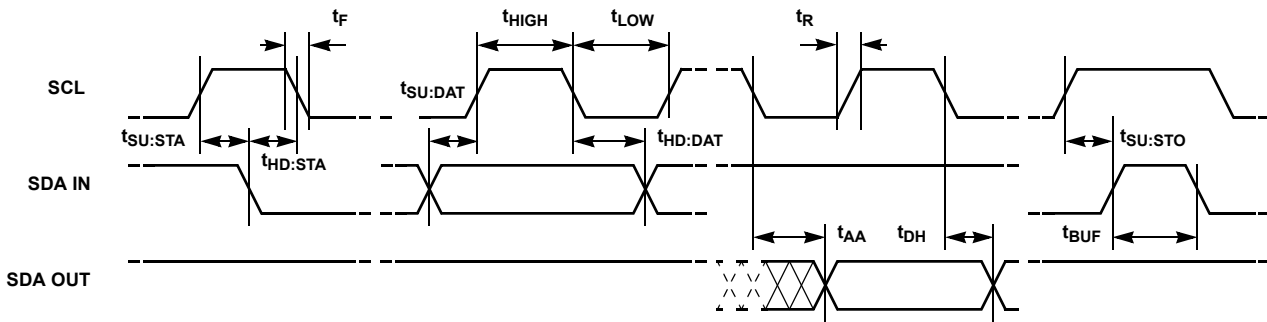 tF
tHIGH
tLOW
tR
SCL
tSU:DAT
tSU:STA
tHD:STA
tHD:DAT
tSU:STO
SDA IN
tAA
tDH
tBUF
SDA OUT